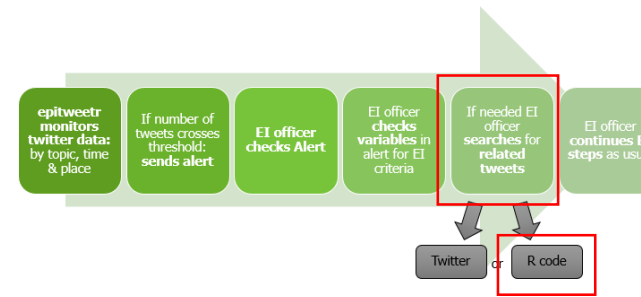 epitweetr
monitors
twitter data:
by topic, time
& place
If number of
tweets crosses
threshold:
sends alert
EI officer
checks Alert
EI officer
checks
variables in
alert for EI
criteria
If needed EI
officer
searches for
related
tweets
EI officer
continues
steps as
Twitter
or
R code